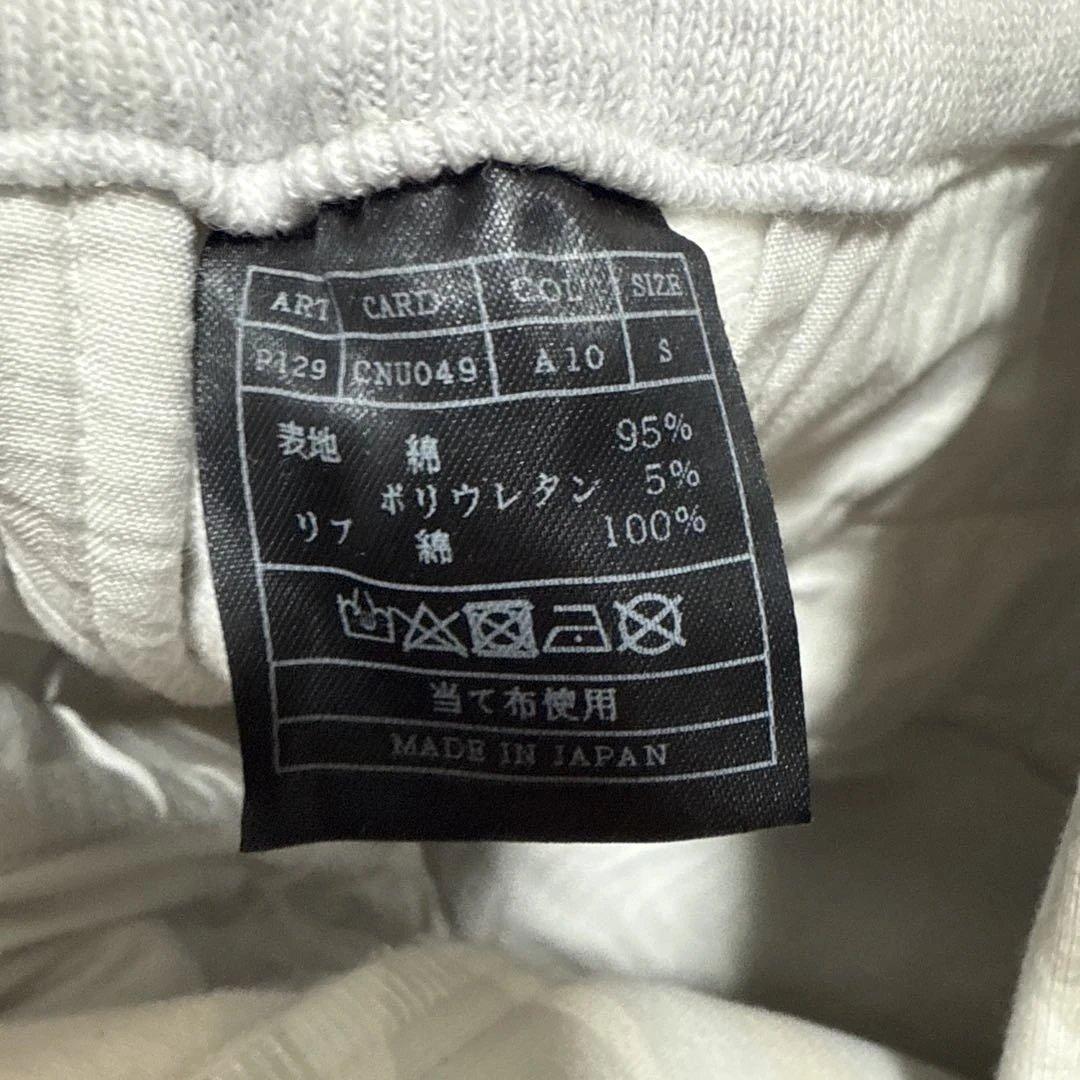 ART CARD COL SIZE
P129 CNU049 A10 S
表地 綿 95%
ポリウレタン 5%
リブ 綿 100%
当て布使用
MADE IN JAPAN